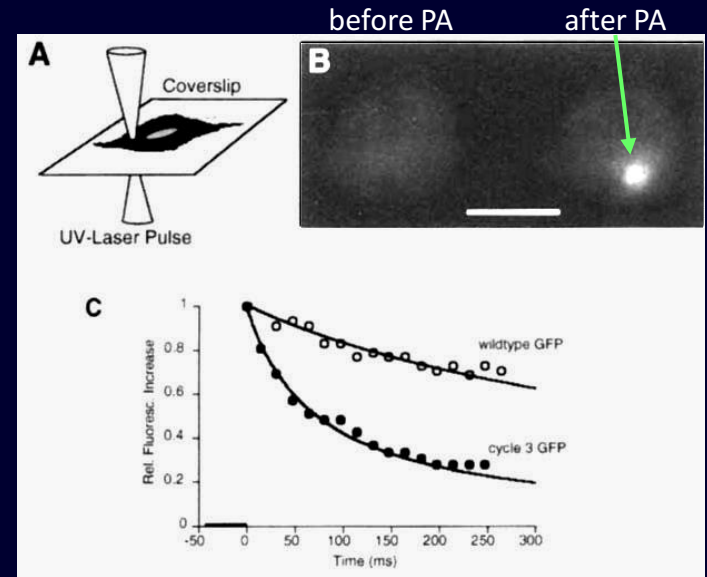 before PA
after PA
A
Coverslip
UV-Laser Pulse
B
C
Rel. Fluoresc. Increase
1
0.8
0.6
0.4
0.2
0
wildtype GFP
cycle 3 GFP
-50 0 50 100 150 200 250 300
Time (ms)